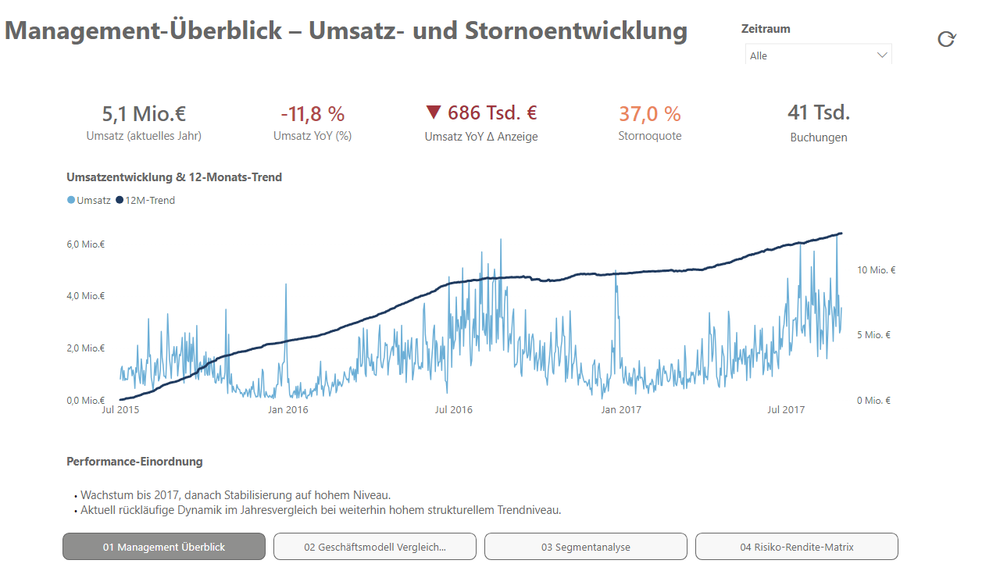 Management-Überblick – Umsatz- und Stornoentwicklung
Zeitraum
Alle
5,1 Mio.€
Umsatz (aktuelles Jahr)
-11,8 %
Umsatz YoY (%)
▼ 686 Tsd. €
Umsatz YoY Δ Anzeige
37,0 %
Stornoquote
41 Tsd.
Buchungen
Umsatzentwicklung & 12-Monats-Trend
Umsatz 12M-Trend
6,0 Mio.€
4,0 Mio.€
2,0 Mio.€
0,0 Mio.€
10 Mio. €
5 Mio. €
0 Mio. €
Jul 2015 Jan 2016 Jul 2016 Jan 2017 Jul 2017
Performance-Einordnung
• Wachstum bis 2017, danach Stabilisierung auf hohem Niveau.
• Aktuell rückläufige Dynamik im Jahresvergleich bei weiterhin hohem strukturellem Trendniveau.
01 Management Überblick
02 Geschäftsmodell Vergleich...
03 Segmentanalyse
04 Risiko-Rendite-Matrix